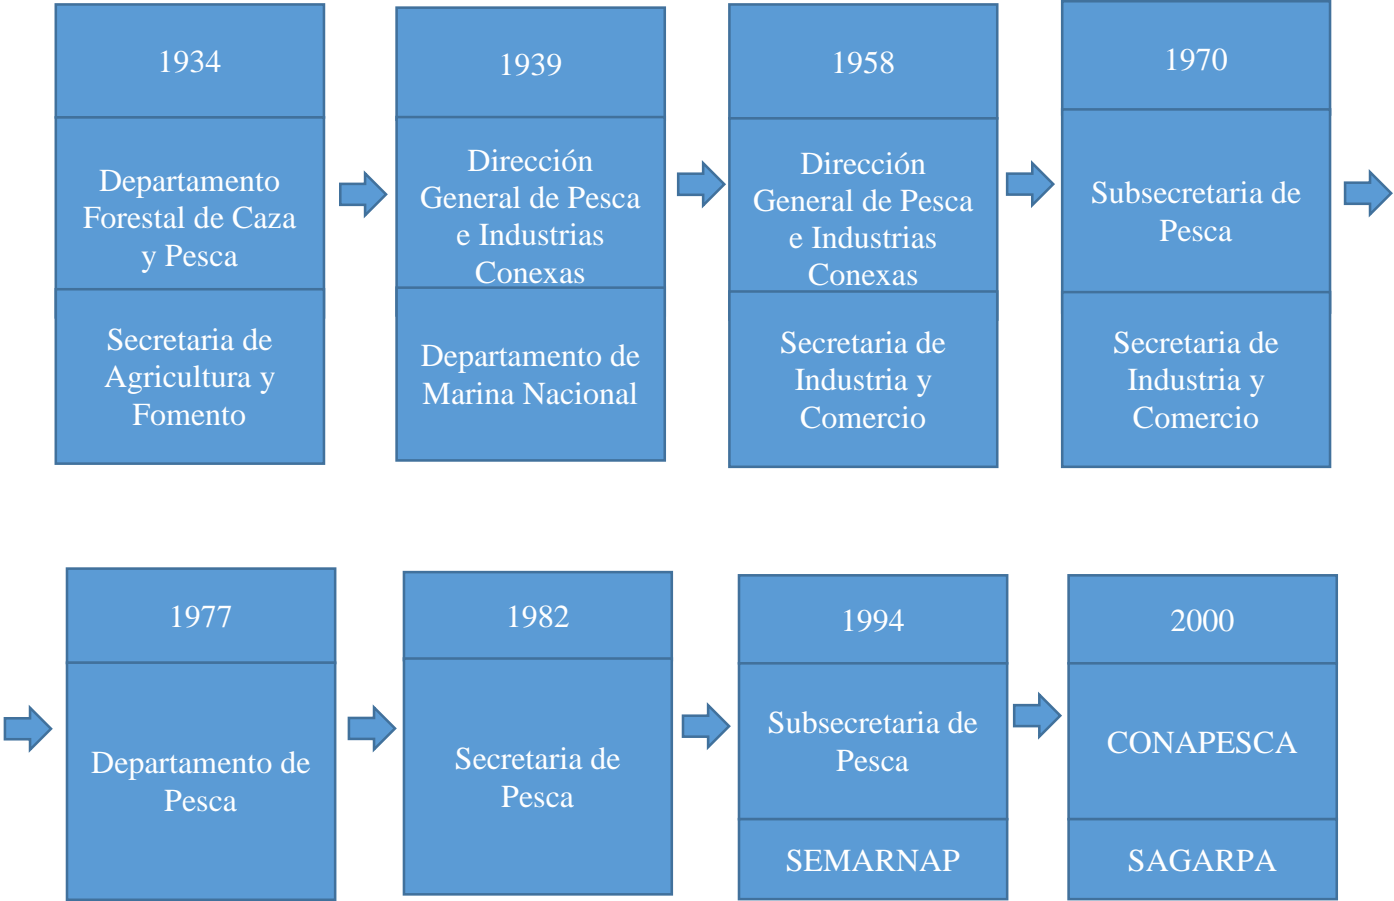 1934
Departamento
Forestal de Caza
y Pesca
Secretaria de
Agricultura y
Fomento
1939
Dirección
General de Pesca
e Industrias
Conexas
Departamento de
Marina Nacional
1958
Dirección
General de Pesca
e Industrias
Conexas
Secretaria de
Industria y
Comercio
1970
Subsecretaria de
Pesca
Secretaria de
Industria y
Comercio
1977
Departamento de
Pesca
1982
Secretaria de
Pesca
1994
Subsecretaria de
Pesca
SEMARNAP
2000
CONAPESCA
SAGARPA